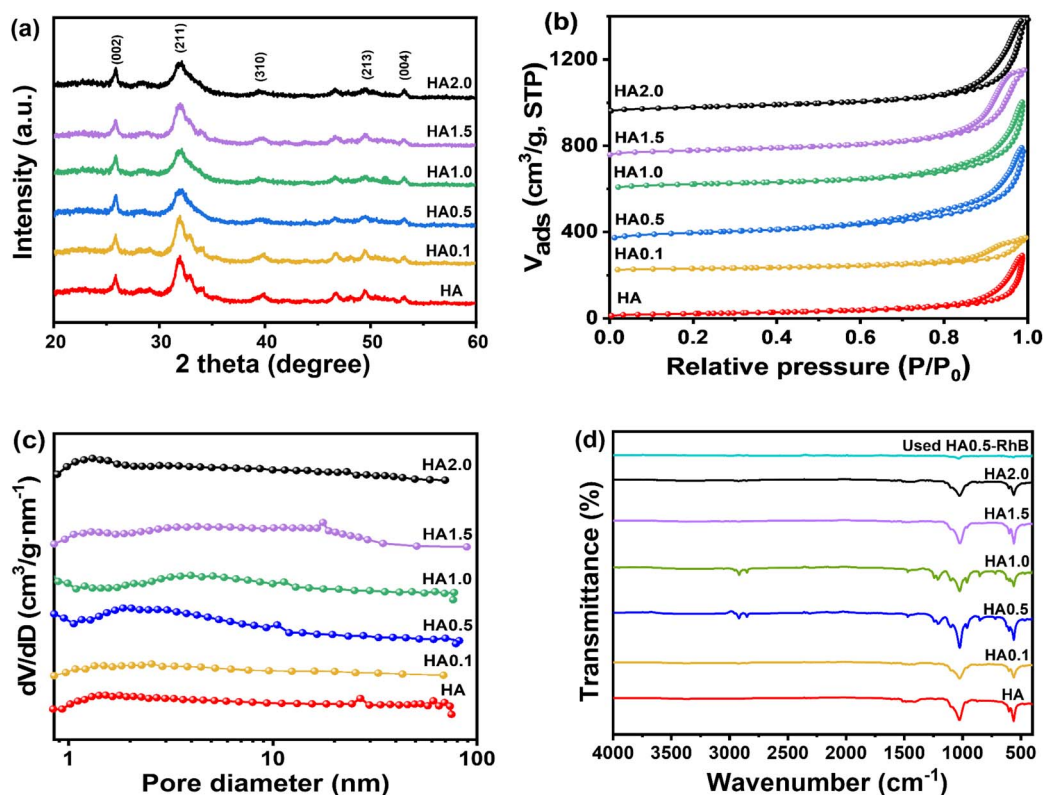 (a)
(002)
(211)
(310)
(213)
(004)
HA2.0
HA1.5
HA1.0
HA0.5
HA0.1
HA
Intensity (a.u.)
20 30 40 50 60
2 theta (degree)
(b)
1200
800
400
0
HA2.0
HA1.5
HA1.0
HA0.5
HA0.1
HA
Vads (cm³/g, STP)
0.0 0.2 0.4 0.6 0.8 1.0
Relative pressure (P/P₀)
(c)
HA2.0
HA1.5
HA1.0
HA0.5
HA0.1
HA
dV/dD (cm³/g·nm⁻¹)
1 10 100
Pore diameter (nm)
(d)
Used HA0.5-RhB
HA2.0
HA1.5
HA1.0
HA0.5
HA0.1
HA
Transmittance (%)
4000 3500 3000 2500 2000 1500 1000 500
Wavenumber (cm⁻¹)